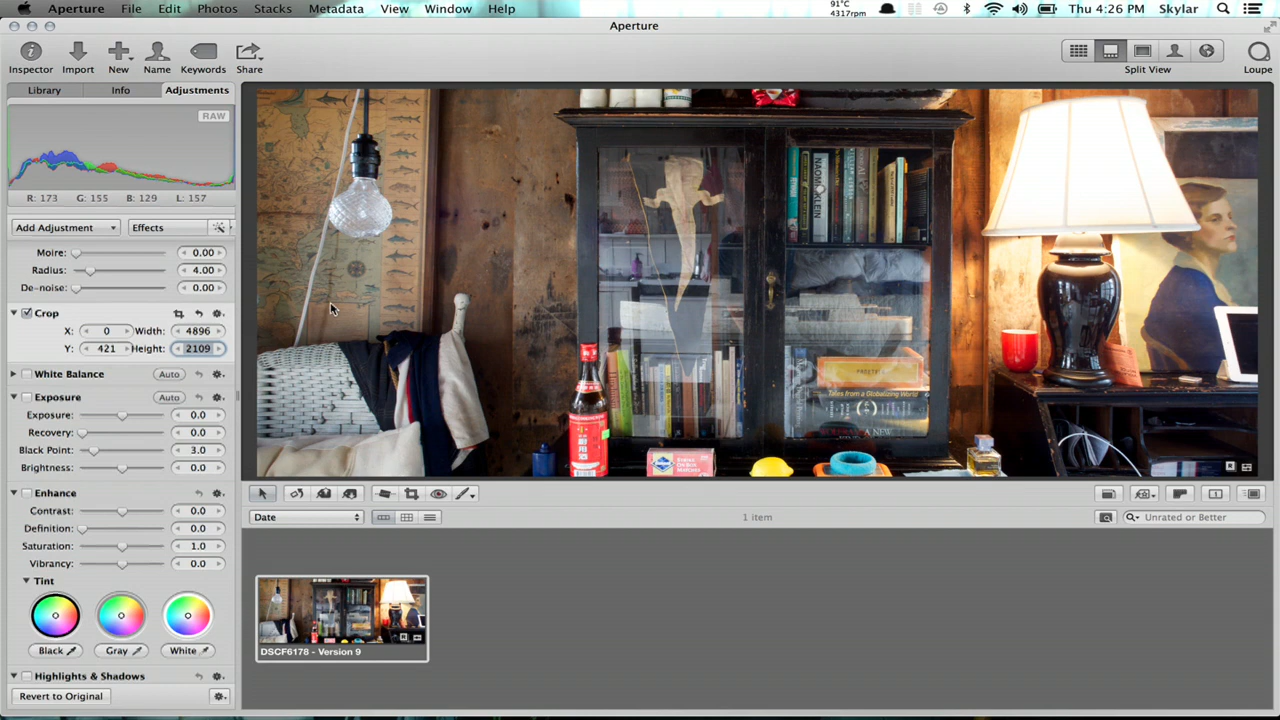 Aperture File Edit Photos Stacks Metadata View Window Help 91°C 4317rpm Thu 4:26 PM Skylar
Aperture
Inspector Import New Name Keywords Share Split View Loupe
Library Info Adjustments
RAW
R: 173 G: 155 B: 129 L: 157
Add Adjustment Effects
Moire: 0.00
Radius: 4.00
De-noise: 0.00
Crop
X: 0 Width: 4896
Y: 421 Height: 2109
White Balance Auto
Exposure Auto
Exposure: 0.0
Recovery: 0.0
Black Point: 3.0
Brightness: 0.0
Enhance
Contrast: 0.0
Definition: 0.0
Saturation: 1.0
Vibrancy: 0.0
Tint
Black Gray White
Highlights & Shadows
Revert to Original
NAOMI KLEIN
Tales from a Globalizing World
A NEW
Date 1 item Unrated or Better
DSCF6178 - Version 9